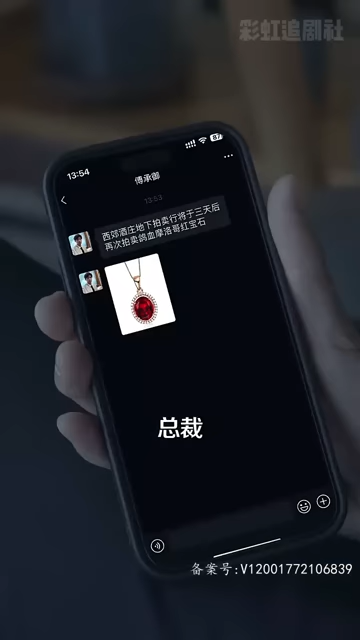 彩虹追剧社
13:54
87
傅承御
13:53
西郊酒庄地下拍卖行将于三天后
再次拍卖鸽血摩洛哥红宝石
总裁
备案号:V12001772106839